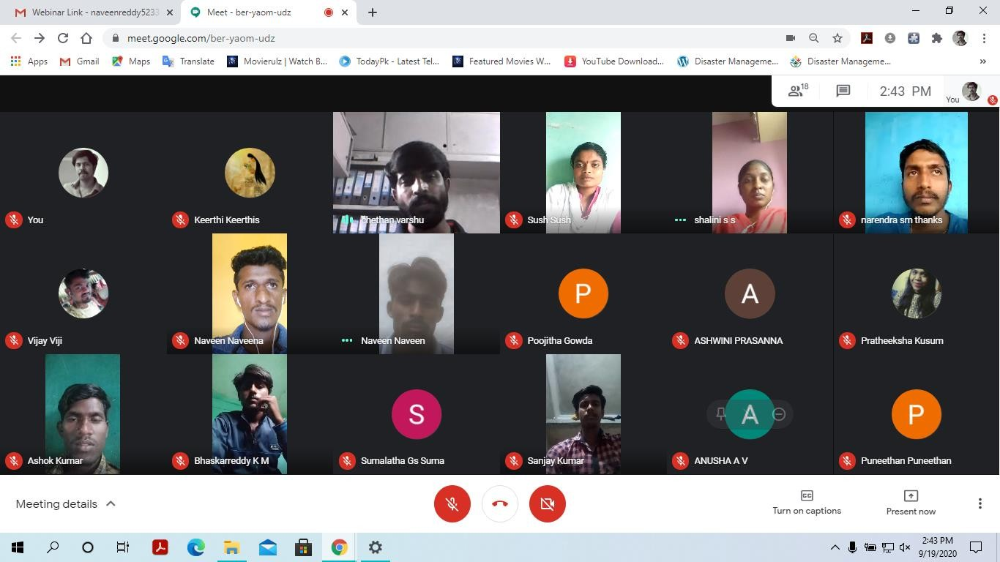 Webinar Link - naveenreddy5233
Meet - ber-yaom-udz
meet.google.com/ber-yaom-udz
Apps
Gmail
Maps
Translate
Movierulz | Watch B...
TodayPk - Latest Tel...
Featured Movies W...
YouTube Download...
Disaster Manageme...
Disaster Manageme...
»
18
2:43 PM
You
You
Keerthi Keerthis
Chethan varshu
Sush Sush
shalini s s
narendra sm thanks
Vijay Viji
Naveen Naveena
Naveen Naveen
P
Poojitha Gowda
A
ASHWINI PRASANNA
Pratheeksha Kusum
Ashok Kumar
Bhaskarreddy K M
S
Sumalatha Gs Suma
Sanjay Kumar
A
ANUSHA A V
P
Puneethan Puneethan
Meeting details
CC
Turn on captions
Present now
2:43 PM
9/19/2020